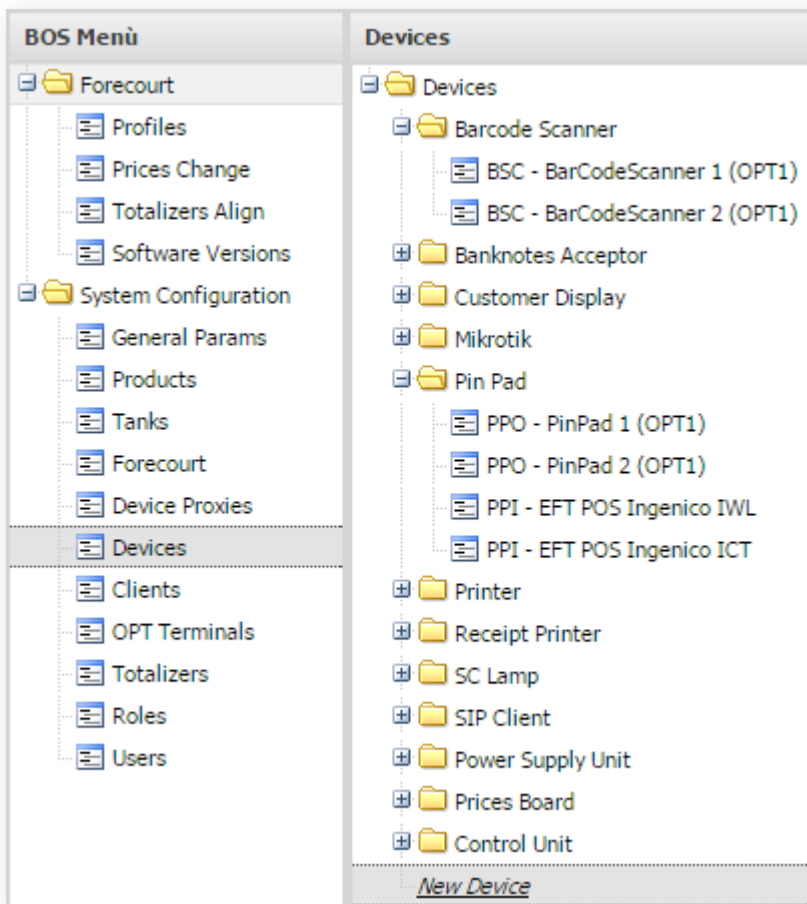 BOS Menù
Forecourt
Profiles
Prices Change
Totalizers Align
Software Versions
System Configuration
General Params
Products
Tanks
Forecourt
Device Proxies
Devices
Clients
OPT Terminals
Totalizers
Roles
Users
Devices
Devices
Barcode Scanner
BSC - BarCodeScanner 1 (OPT1)
BSC - BarCodeScanner 2 (OPT1)
Banknotes Acceptor
Customer Display
Mikrotik
Pin Pad
PPO - PinPad 1 (OPT1)
PPO - PinPad 2 (OPT1)
PPI - EFT POS Ingenico IWL
PPI - EFT POS Ingenico ICT
Printer
Receipt Printer
SC Lamp
SIP Client
Power Supply Unit
Prices Board
Control Unit
New Device